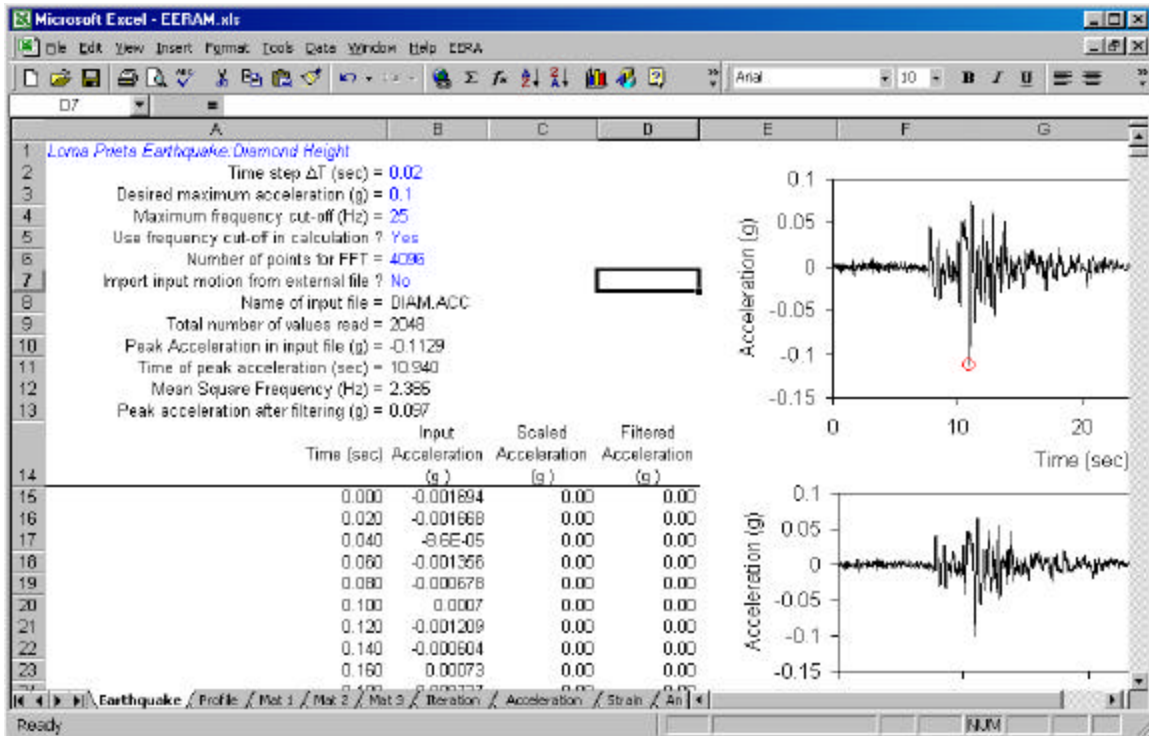 Microsoft Excel - EERAM.xls
File Edit View Insert Format Tools Data Window Help EERA
Arial 10 B I U
D7 =
A B C D E F G
1 Loma Prieta Earthquake:Diamond Height
2 Time step ΔT (sec) = 0.02
3 Desired maximum acceleration (g) = 0.1
4 Maximum frequency cut-off (Hz) = 25
5 Use frequency cut-off in calculation ? Yes
6 Number of points for FFT = 4096
7 Import input motion from external file ? No
8 Name of input file = DIAM.ACC
9 Total number of values read = 2048
10 Peak Acceleration in input file (g) = -0.1129
11 Time of peak acceleration (sec) = 10.940
12 Mean Square Frequency (Hz) = 2.385
13 Peak acceleration after filtering (g) = 0.097
14 Time (sec) Input Acceleration (g) Scaled Acceleration (g) Filtered Acceleration (g)
15 0.000 -0.001694 0.00 0.00
16 0.020 -0.001668 0.00 0.00
17 0.040 -8.6E-05 0.00 0.00
18 0.060 -0.001356 0.00 0.00
19 0.080 -0.000678 0.00 0.00
20 0.100 0.0007 0.00 0.00
21 0.120 -0.001209 0.00 0.00
22 0.140 -0.000604 0.00 0.00
23 0.160 0.00073 0.00 0.00
Acceleration (g)
0.1
0.05
0
-0.05
-0.1
-0.15
0 10 20
Time (sec)
Acceleration (g)
0.1
0.05
0
-0.05
-0.1
-0.15
Earthquake Profile Mat 1 Mat 2 Mat 3 Iteration Acceleration Strain An
Ready NUM